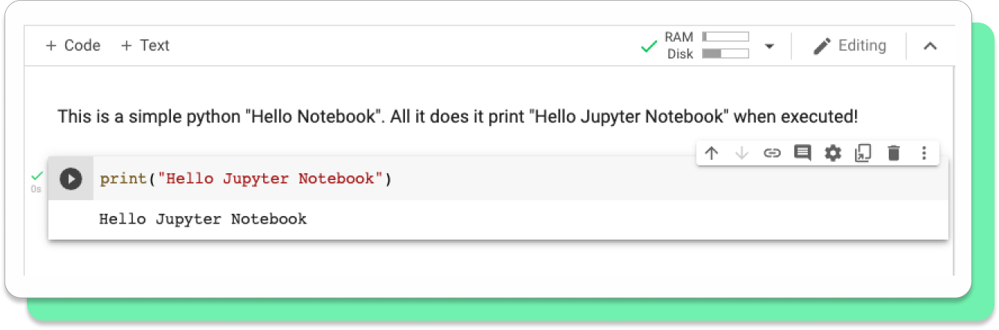 + Code + Text RAM Editing
Disk
This is a simple python "Hello Notebook". All it does it print "Hello Jupyter Notebook" when executed!
print("Hello Jupyter Notebook")
0s
Hello Jupyter Notebook